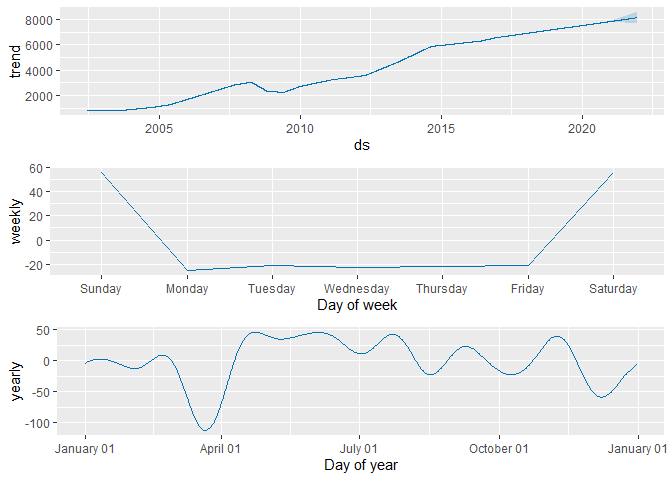 8000
6000
4000
2000
trend
2005 2010 2015 2020
ds
60
40
20
0
-20
weekly
Sunday Monday Tuesday Wednesday Thursday Friday Saturday
Day of week
50
0
-50
-100
yearly
January 01 April 01 July 01 October 01 January 01
Day of year